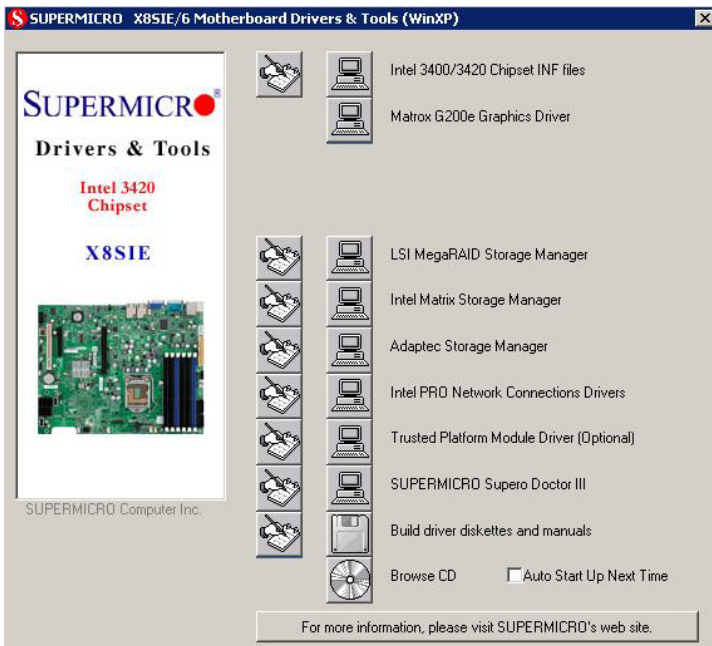 SUPERMICRO X8SIE/6 Motherboard Drivers & Tools (WinXP)
SUPERMICRO®
Drivers & Tools
Intel 3420
Chipset
X8SIE
SUPERMICRO Computer Inc.
Intel 3400/3420 Chipset INF files
Matrox G200e Graphics Driver
LSI MegaRAID Storage Manager
Intel Matrix Storage Manager
Adaptec Storage Manager
Intel PRO Network Connections Drivers
Trusted Platform Module Driver (Optional)
SUPERMICRO Supero Doctor III
Build driver diskettes and manuals
Browse CD
Auto Start Up Next Time
For more information, please visit SUPERMICRO's web site.